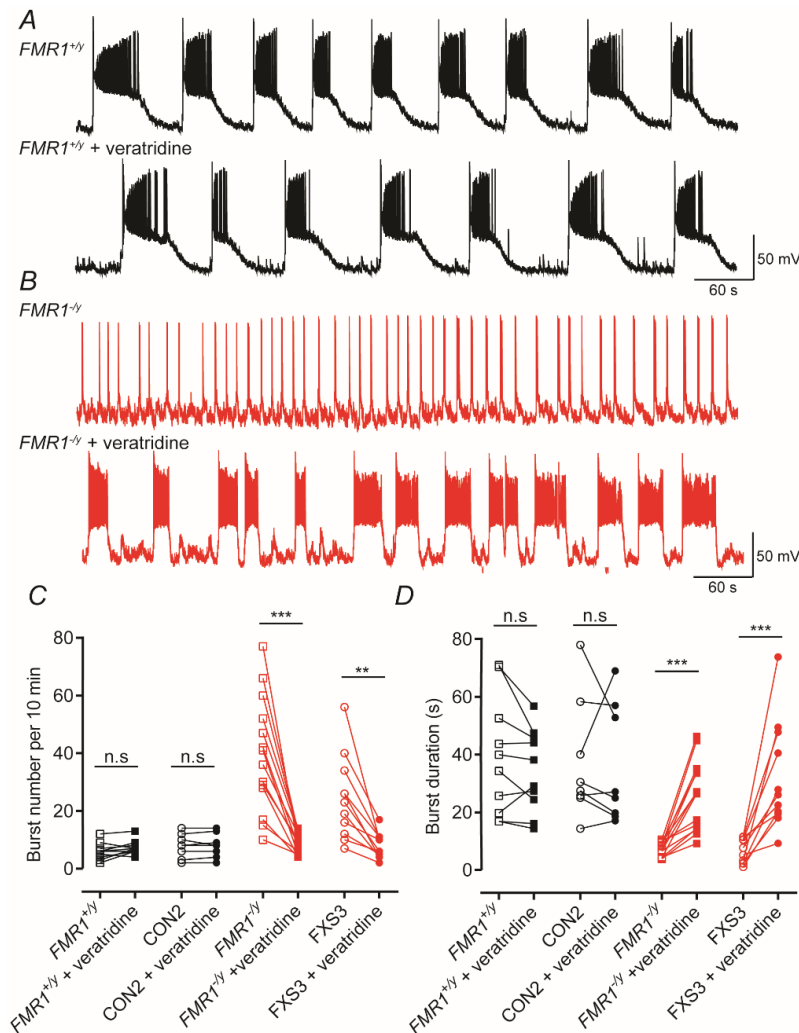 A
FMR1+/y
FMR1+/y + veratridine
50 mV
60 s
B
FMR1-/y
FMR1-/y + veratridine
50 mV
60 s
C
Burst number per 10 min
80
60
40
20
0
n.s
n.s
***
**
FMR1+/y
FMR1+/y + veratridine
CON2
CON2 + veratridine
FMR1-/y
FMR1-/y +veratridine
FXS3
FXS3 + veratridine
D
Burst duration (s)
80
60
40
20
0
n.s
n.s
***
***
FMR1+/y
FMR1+/y + veratridine
CON2
CON2 + veratridine
FMR1-/y
FMR1-/y + veratridine
FXS3
FXS3 + veratridine